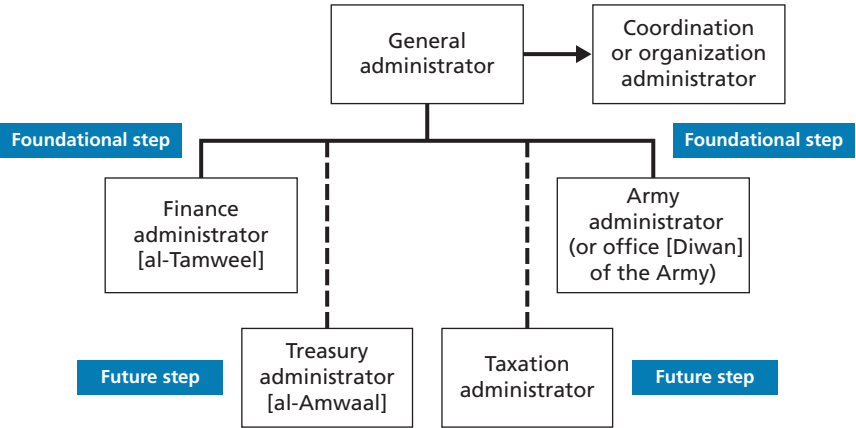 General
administrator
Coordination
or organization
administrator
Foundational step
Foundational step
Finance
administrator
[al-Tamweel]
Army
administrator
(or office [Diwan]
of the Army)
Future step
Treasury
administrator
[al-Amwaal]
Taxation
administrator
Future step